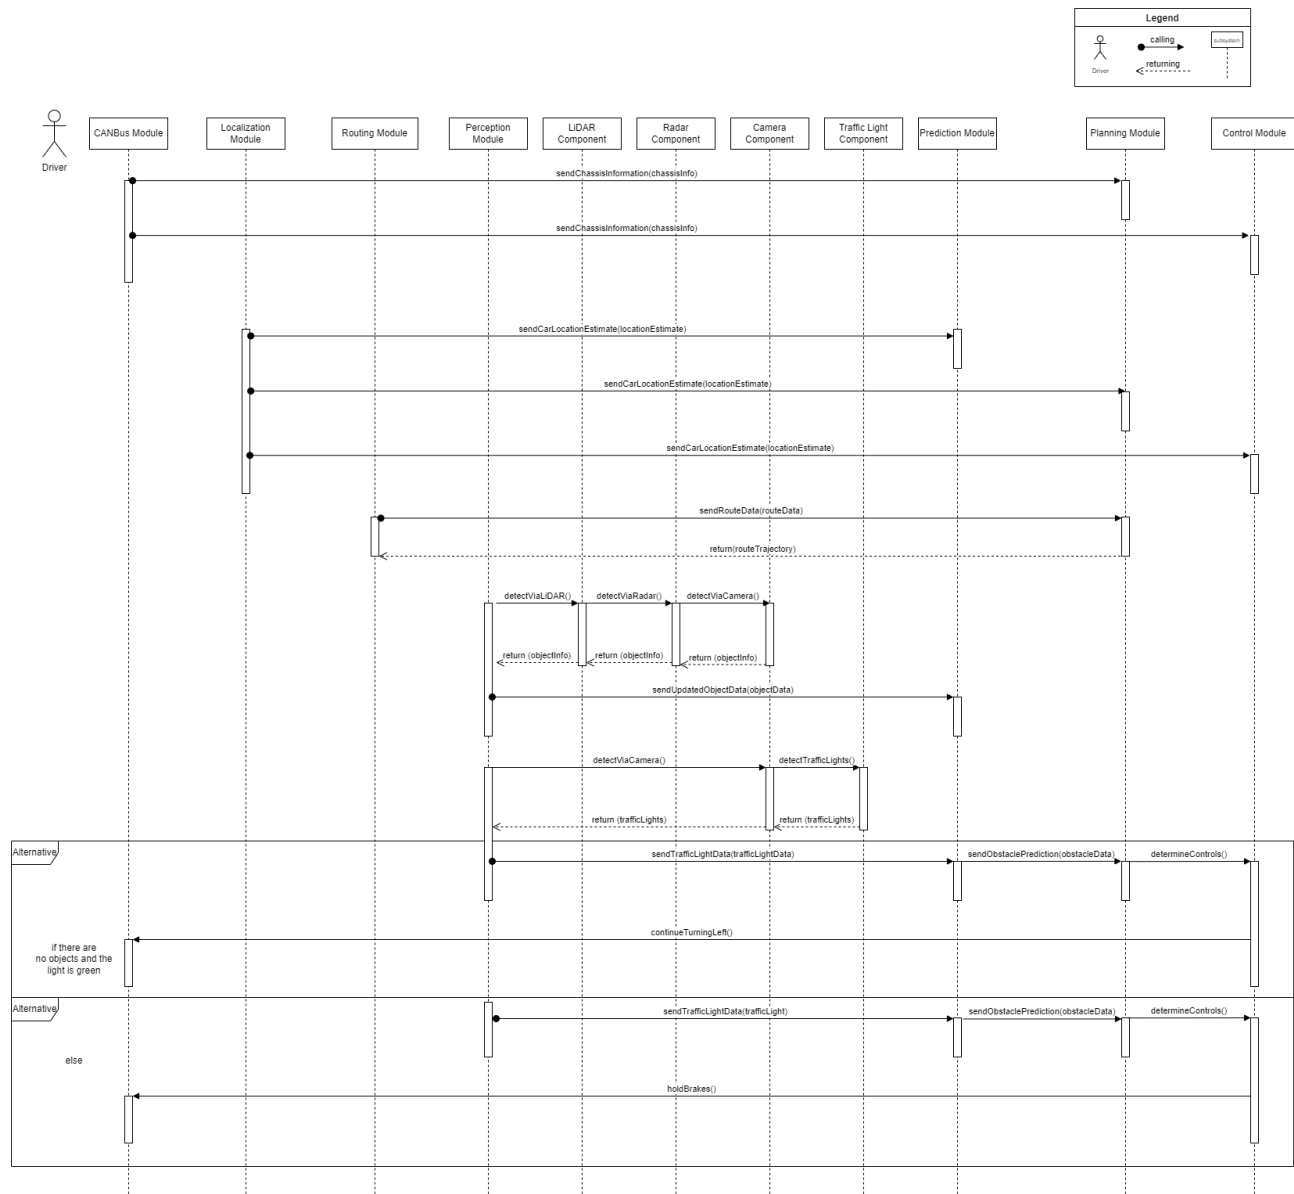 Legend
calling
subsystem
Driver
returning
Driver
CANBus Module
Localization
Module
Routing Module
Perception
Module
LiDAR
Component
Radar
Component
Camera
Component
Traffic Light
Component
Prediction Module
Planning Module
Control Module
sendChassisInformation(chassisInfo)
sendChassisInformation(chassisInfo)
sendCarLocationEstimate(locationEstimate)
sendCarLocationEstimate(locationEstimate)
sendCarLocationEstimate(locationEstimate)
sendRouteData(routeData)
return(routeTrajectory)
detectViaLiDAR()
detectViaRadar()
detectViaCamera()
return (objectInfo)
return (objectInfo)
return (objectInfo)
sendUpdatedObjectData(objectData)
detectViaCamera()
detectTrafficLights()
return (trafficLights)
return (trafficLights)
Alternative
sendTrafficLightData(trafficLightData)
sendObstaclePrediction(obstacleData)
determineControls()
continueTurningLeft()
if there are
no objects and the
light is green
Alternative
sendTrafficLightData(trafficLight)
sendObstaclePrediction(obstacleData)
determineControls()
else
holdBrakes()